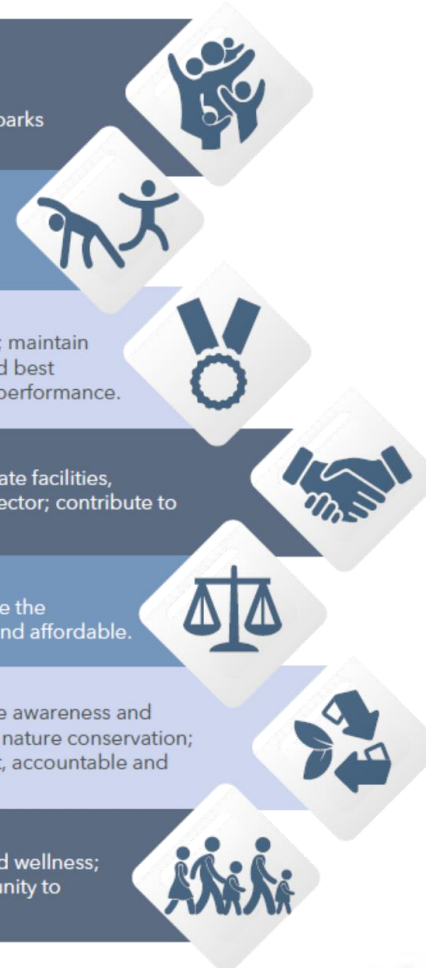 parks
; maintain
d best
performance.
ate facilities,
ector; contribute to
e the
nd affordable.
e awareness and
nature conservation;
t, accountable and
d wellness;
unity to